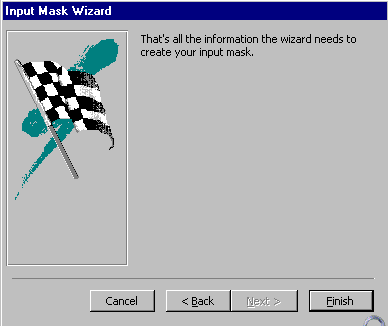 Input Mask Wizard
That's all the information the wizard needs to
create your input mask.
Cancel
< Back
Next >
Finish